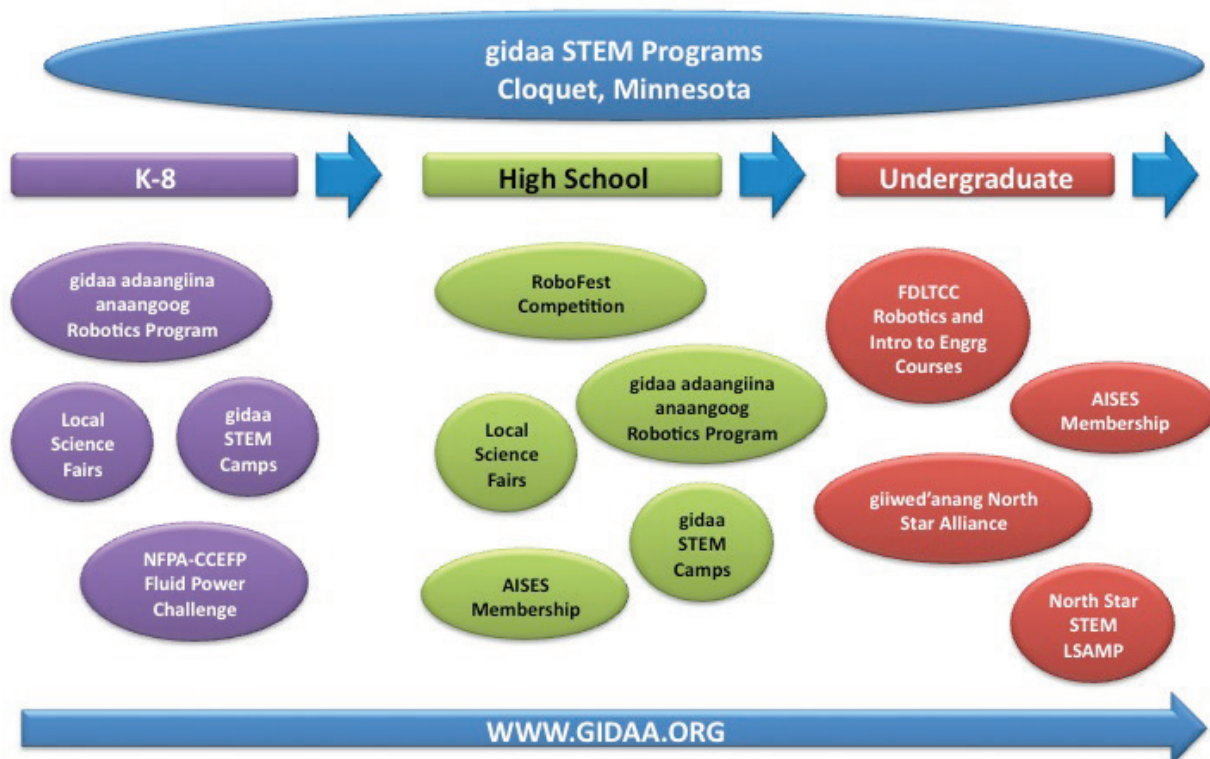 gidaa STEM Programs
Cloquet, Minnesota
K-8
High School
Undergraduate
gidaa adaangiina
anaangoog
Robotics Program
Local
Science
Fairs
gidaa
STEM
Camps
NFPA-CCEFP
Fluid Power
Challenge
RoboFest
Competition
gidaa adaangiina
anaangoog
Robotics Program
Local
Science
Fairs
gidaa
STEM
Camps
AISES
Membership
FDLTCC
Robotics and
Intro to Engrg
Courses
AISES
Membership
giiwed’anang North
Star Alliance
North Star
STEM
LSAMP
WWW.GIDAA.ORG